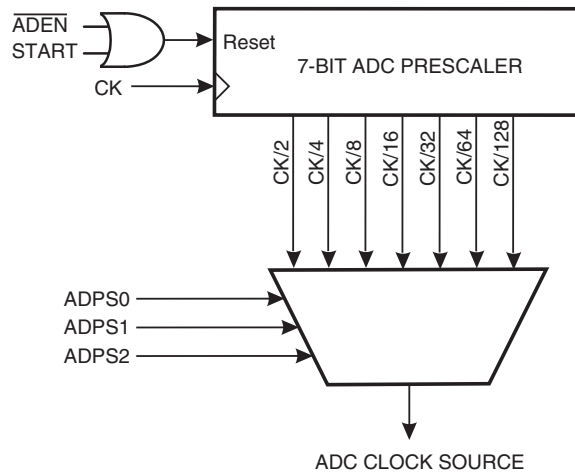 ADEN
START
Reset
7-BIT ADC PRESCALER
CK
CK/2
CK/4
CK/8
CK/16
CK/32
CK/64
CK/128
ADPS0
ADPS1
ADPS2
ADC CLOCK SOURCE